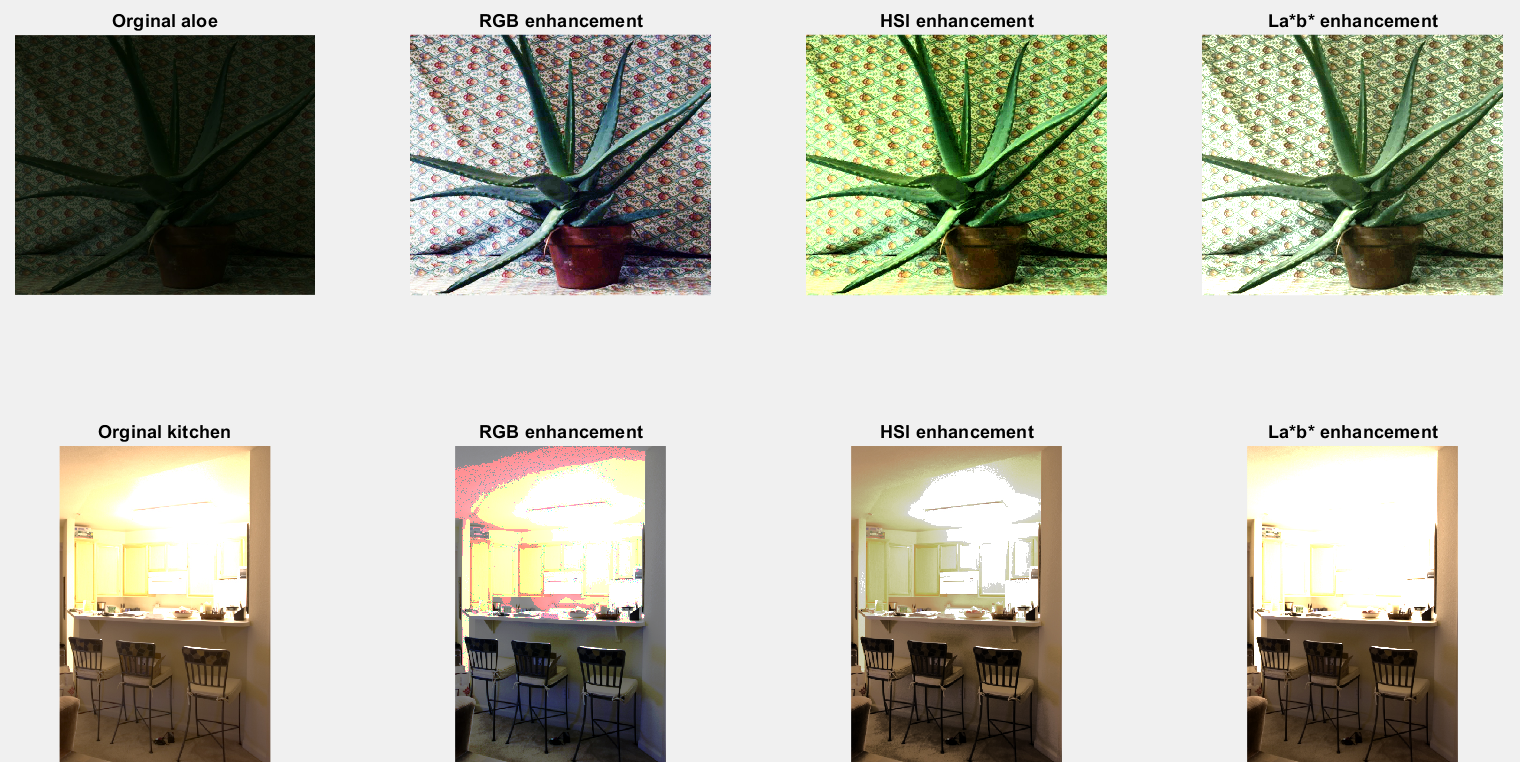 Orginal aloe
RGB enhancement
HSI enhancement
La*b* enhancement
Orginal kitchen
RGB enhancement
HSI enhancement
La*b* enhancement